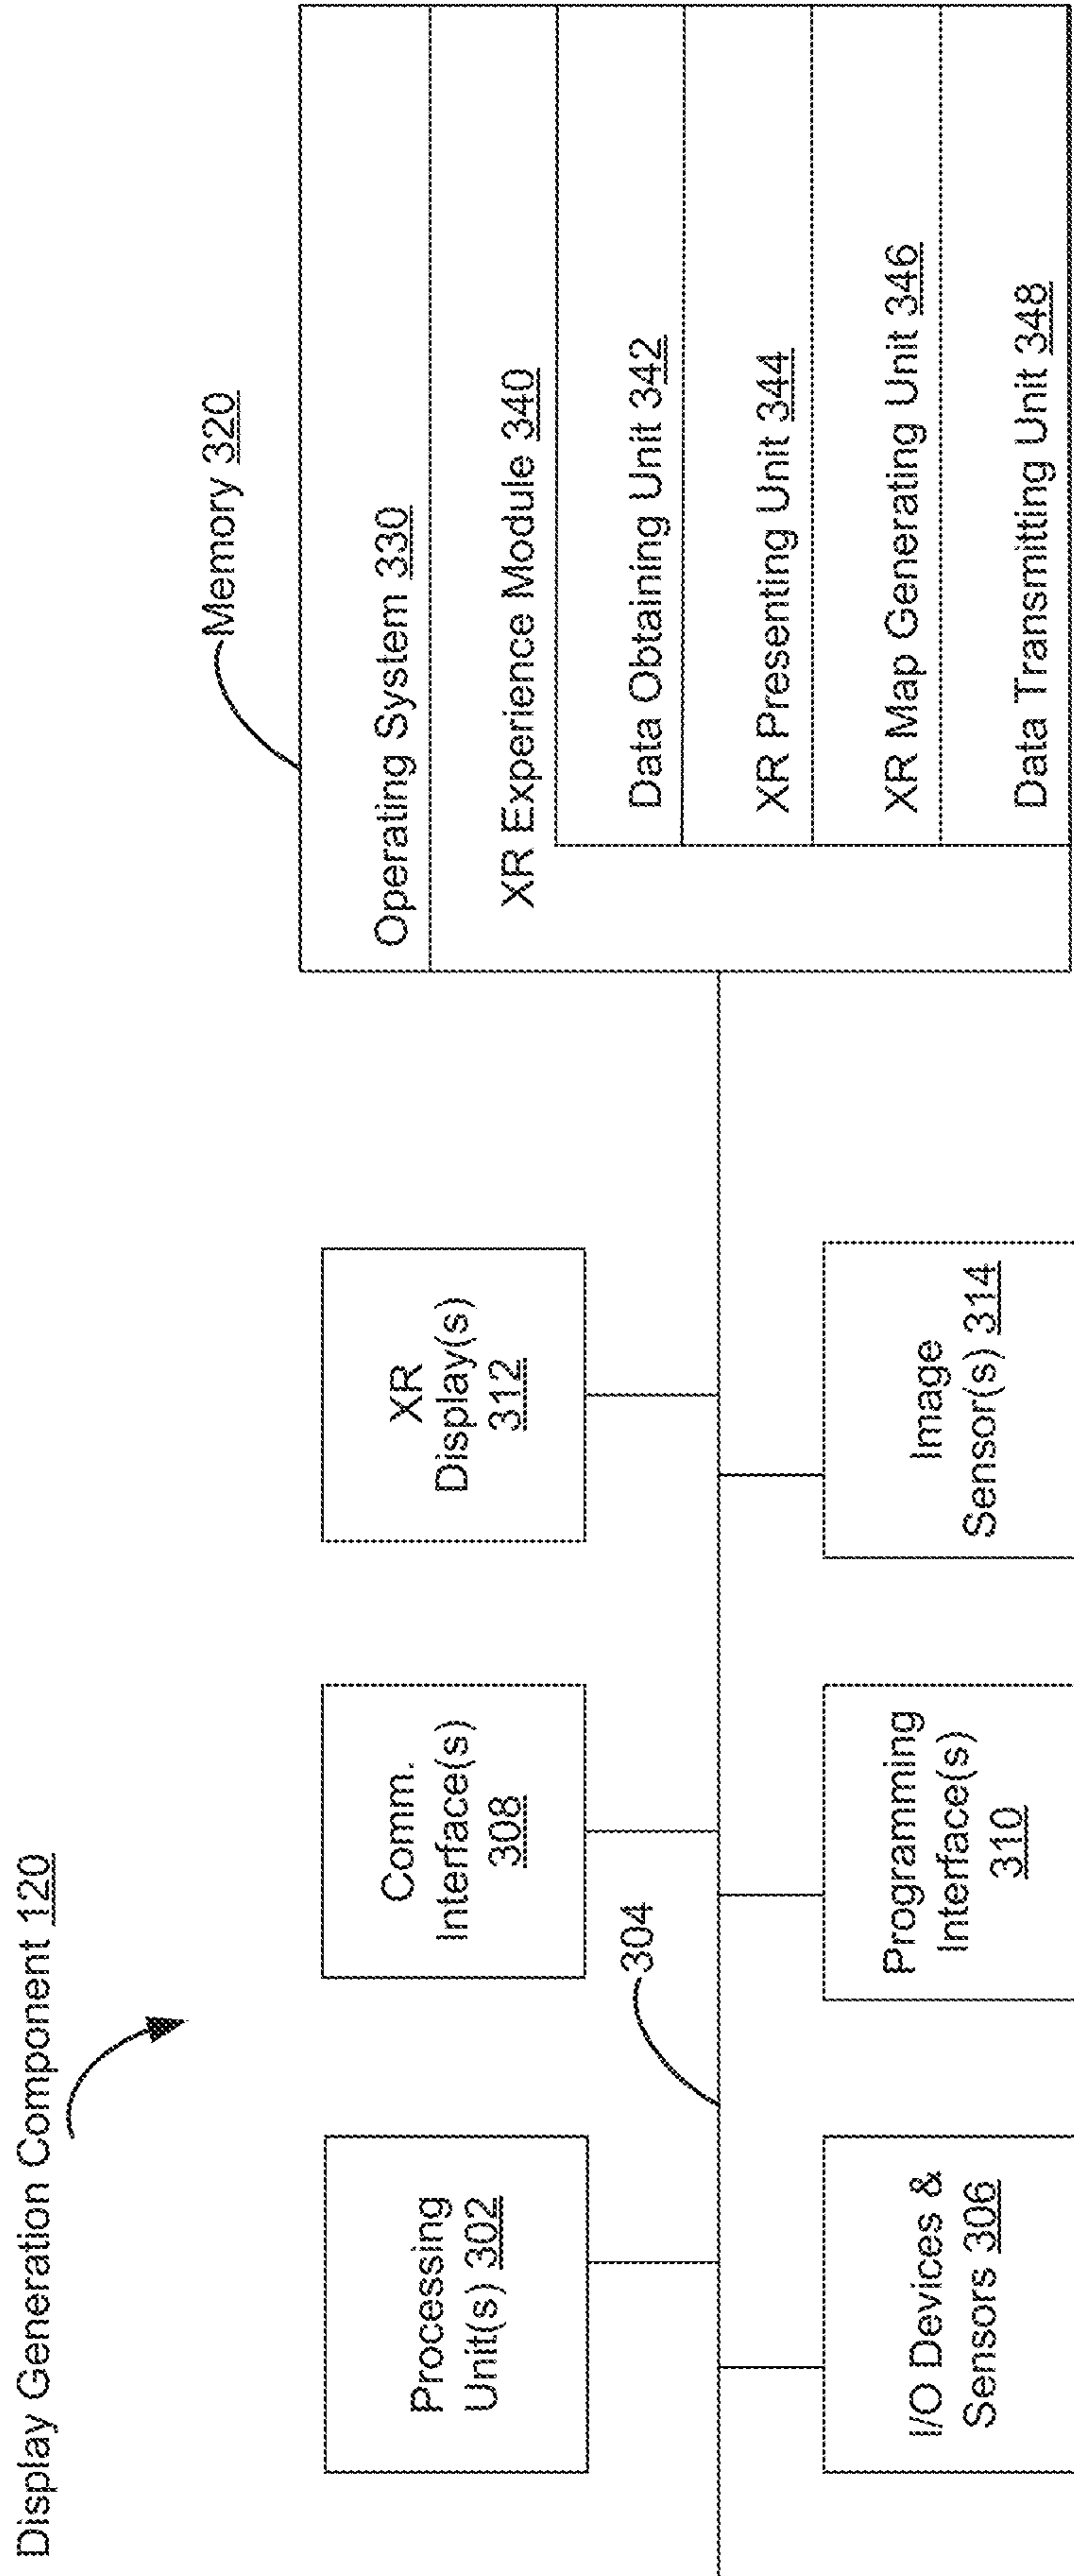 Display Generation Component 120
Memory 320
Processing
Unit(s) 302
Comm.
Interface(s)
308
XR
Display(s)
312
304
I/O Devices &
Sensors 306
Programming
Interface(s)
310
Image
Sensor(s) 314
Operating System 330
XR Experience Module 340
Data Obtaining Unit 342
XR Presenting Unit 344
XR Map Generating Unit 346
Data Transmitting Unit 348